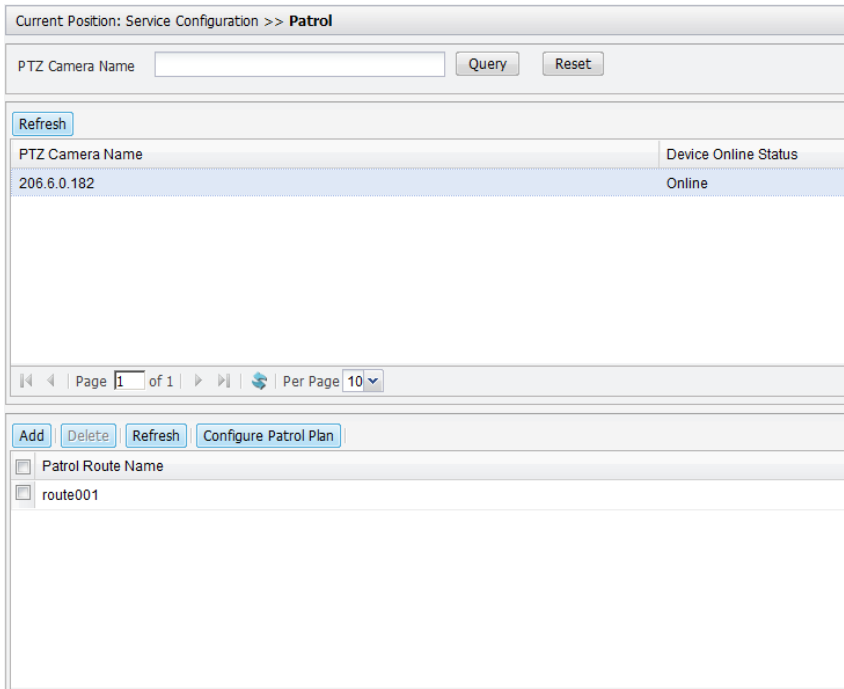 Current Position: Service Configuration >> Patrol
PTZ Camera Name Query Reset
Refresh
PTZ Camera Name Device Online Status
206.6.0.182 Online
Page 1 of 1 Per Page 10
Add Delete Refresh Configure Patrol Plan
Patrol Route Name
route001